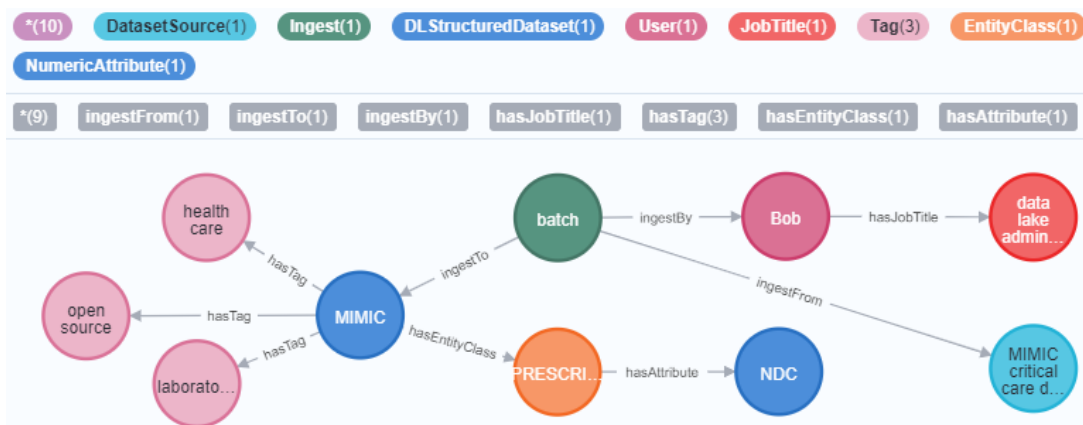 *(10) DatasetSource(1) Ingest(1) DLStructuredDataset(1) User(1) JobTitle(1) Tag(3) EntityClass(1)
NumericAttribute(1)
*(9) ingestFrom(1) ingestTo(1) ingestBy(1) hasJobTitle(1) hasTag(3) hasEntityClass(1) hasAttribute(1)
health
care
batch
ingestBy
Bob
hasJobTitle
data
lake
admin...
hasTag
ingestTo
ingestFrom
open
source
hasTag
MIMIC
hasTag
hasEntityClass
laborato...
PRESCRI...
hasAttribute
NDC
MIMIC
critical
care d...